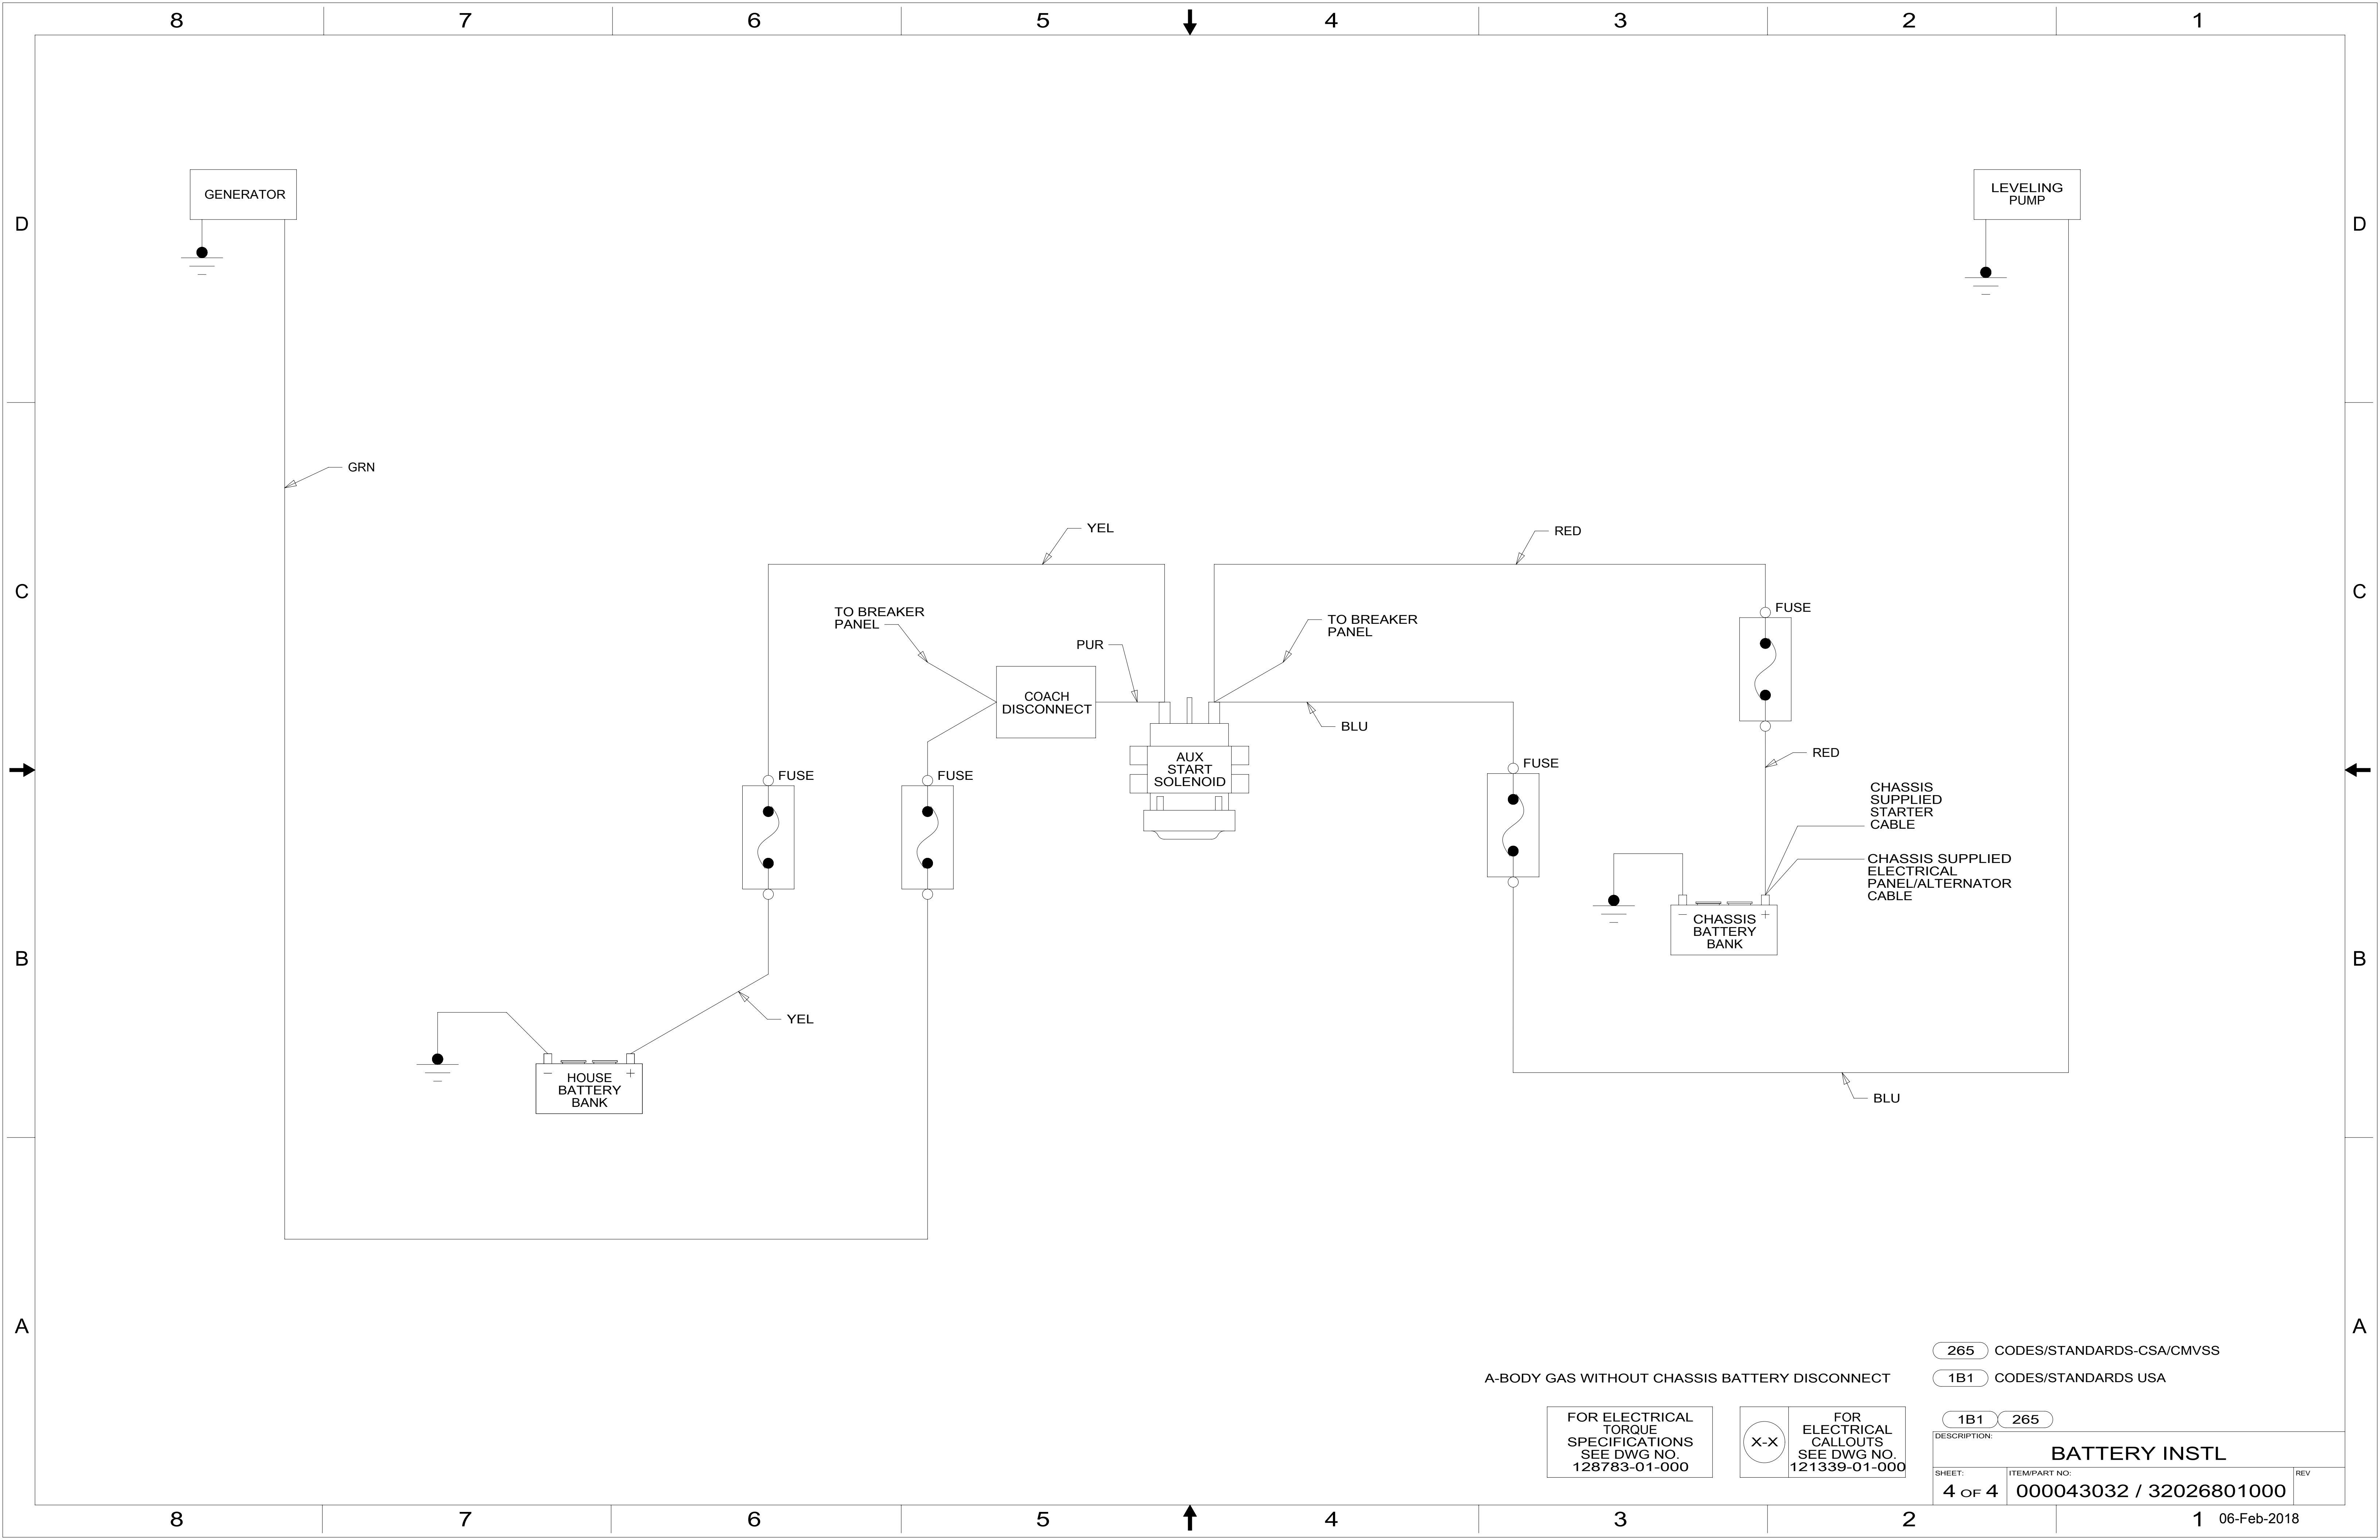 8 7 6 5 4 3 2 1
D
D
GENERATOR
LEVELING
PUMP
GRN
YEL
RED
C
C
TO BREAKER
PANEL
PUR
COACH
DISCONNECT
TO BREAKER
PANEL
BLU
FUSE
RED
FUSE
FUSE
AUX
START
SOLENOID
FUSE
CHASSIS
SUPPLIED
STARTER
CABLE
CHASSIS SUPPLIED
ELECTRICAL
PANEL/ALTERNATOR
CABLE
- +
CHASSIS
BATTERY
BANK
B
B
YEL
- +
HOUSE
BATTERY
BANK
BLU
A
A
265 CODES/STANDARDS-CSA/CMVSS
A-BODY GAS WITHOUT CHASSIS BATTERY DISCONNECT
1B1 CODES/STANDARDS USA
FOR ELECTRICAL
TORQUE
SPECIFICATIONS
SEE DWG NO.
128783-01-000
X-X
FOR
ELECTRICAL
CALLOUTS
SEE DWG NO.
121339-01-000
1B1 265
DESCRIPTION:
BATTERY INSTL
SHEET:
4 OF 4
ITEM/PART NO:
000043032 / 32026801000
REV
8 7 6 5 4 3 2 1
06-Feb-2018